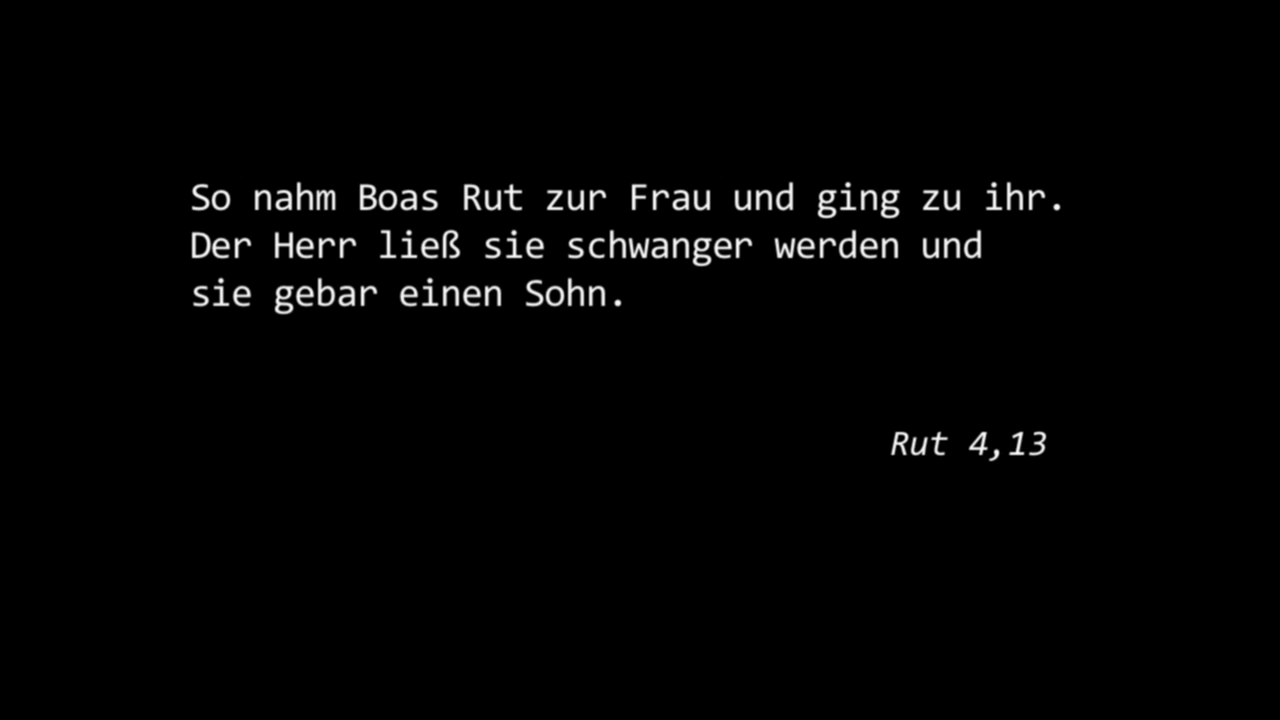 So nahm Boas Rut zur Frau und ging zu ihr.
Der Herr ließ sie schwanger werden und
sie gebar einen Sohn.
Rut 4,13